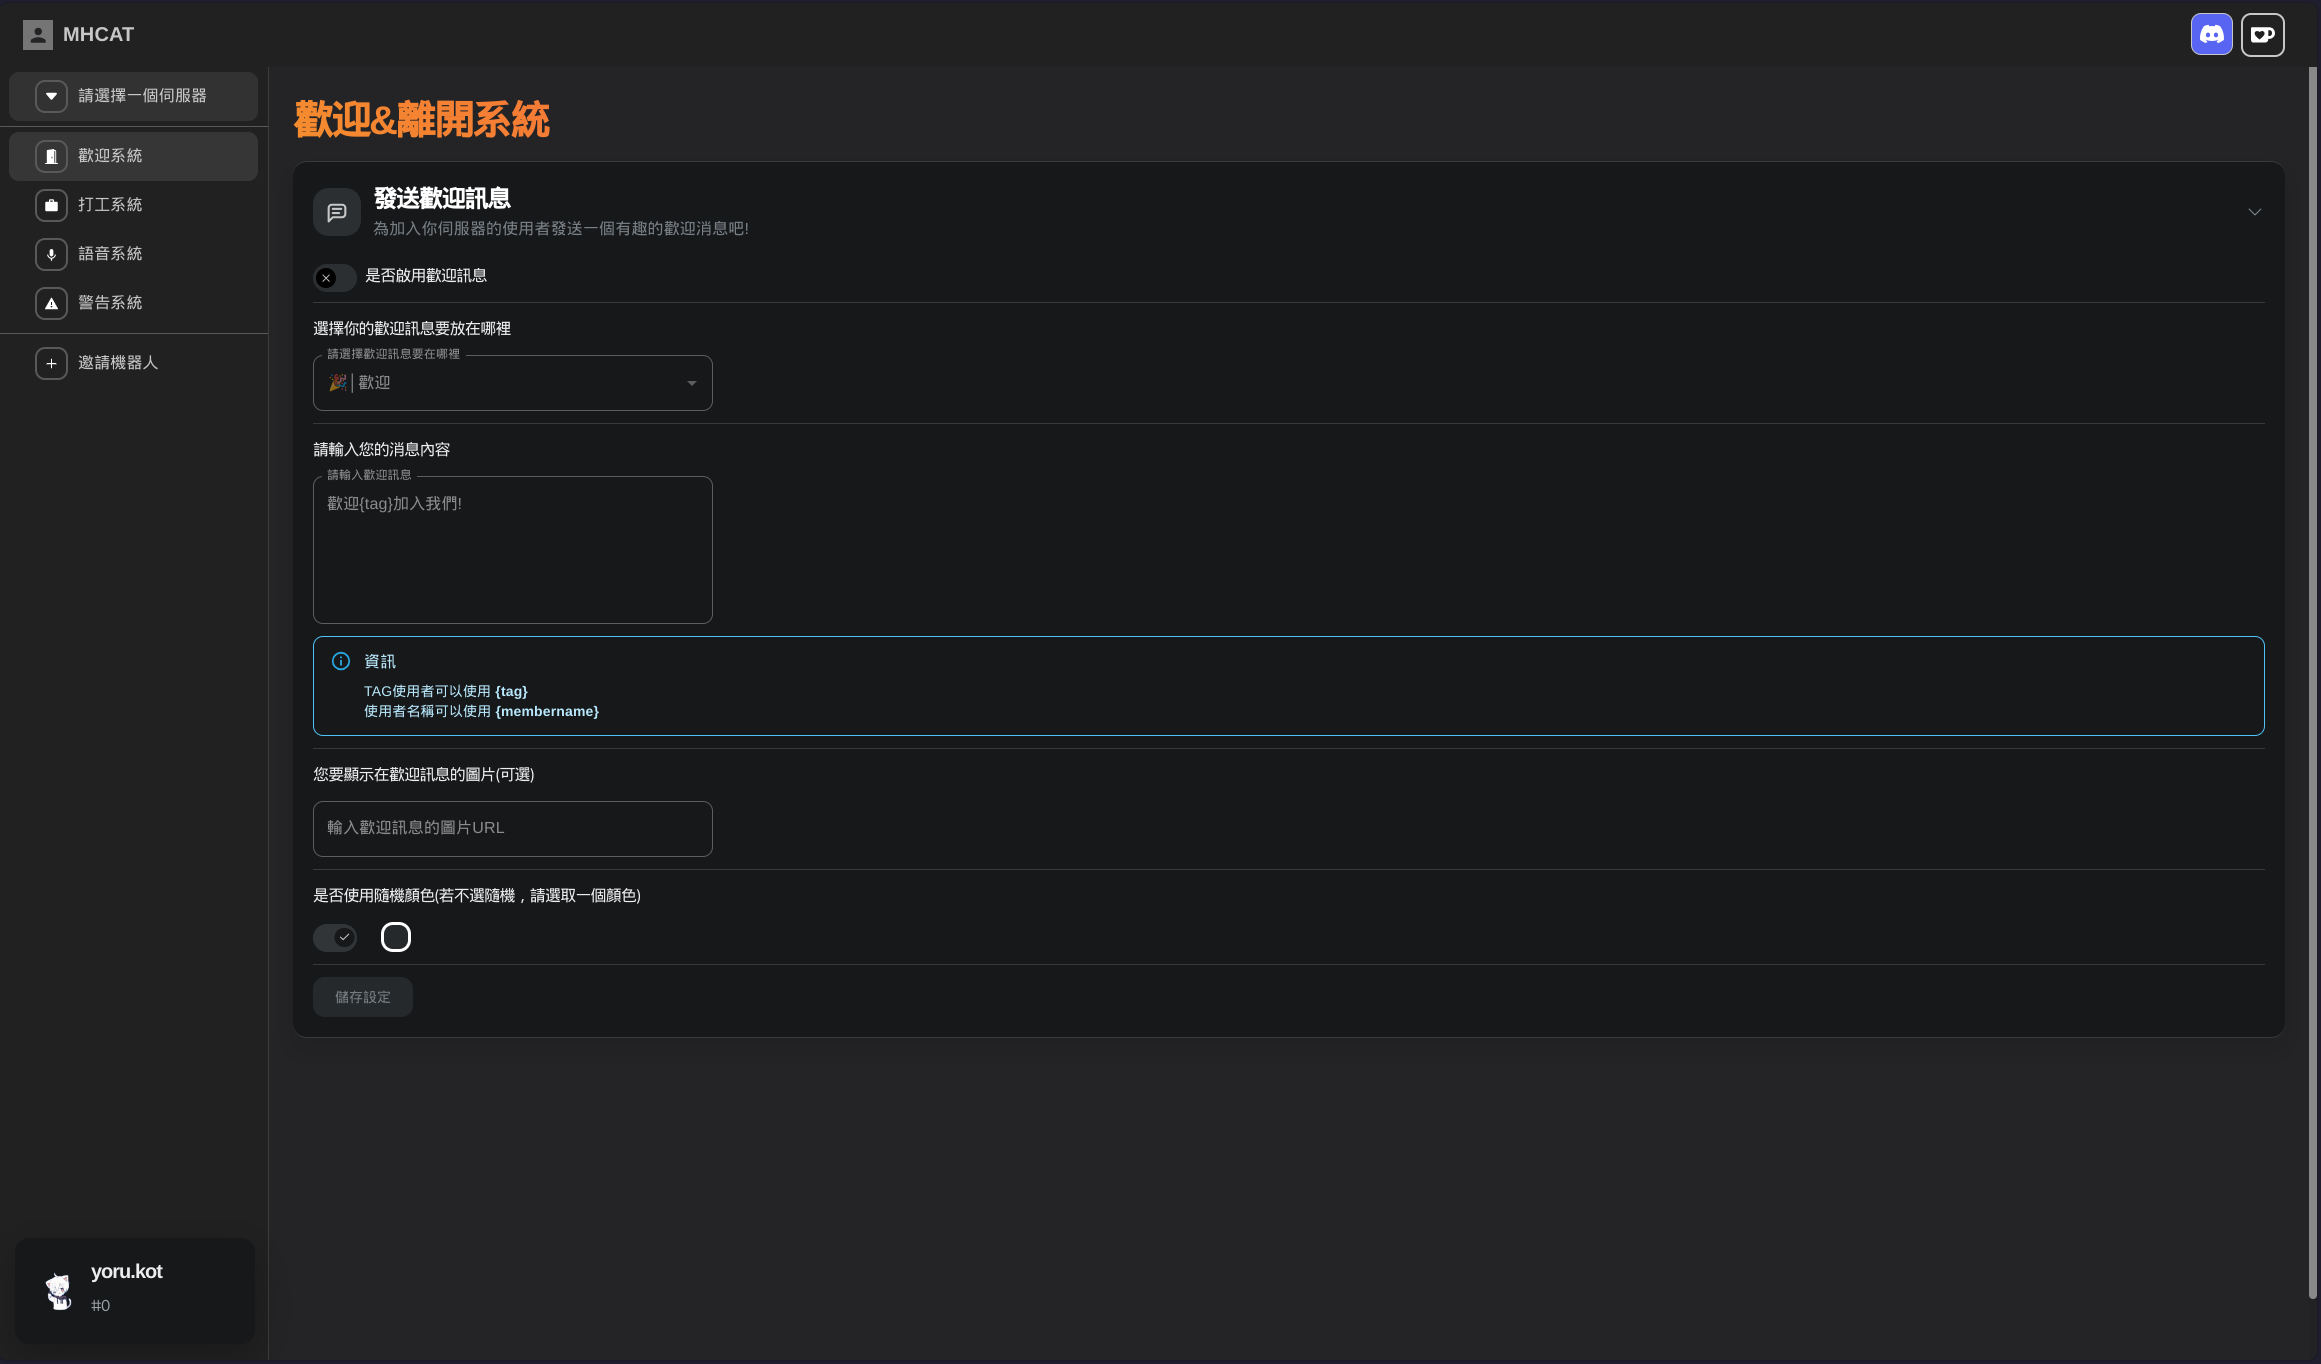 MHCAT
請選擇一個伺服器
歡迎系統
打工系統
語音系統
警告系統
邀請機器人
歡迎&離開系統
發送歡迎訊息
為加入你伺服器的使用者發送一個有趣的歡迎消息吧!
是否啟用歡迎訊息
選擇你的歡迎訊息要放在哪裡
請選擇歡迎訊息要在哪裡
🎉│歡迎
請輸入您的消息內容
請輸入歡迎訊息
歡迎{tag}加入我們!
資訊
TAG使用者可以使用 {tag}
使用者名稱可以使用 {membername}
您要顯示在歡迎訊息的圖片(可選)
輸入歡迎訊息的圖片URL
是否使用隨機顏色(若不選隨機，請選取一個顏色)
儲存設定
yoru.kot
#0